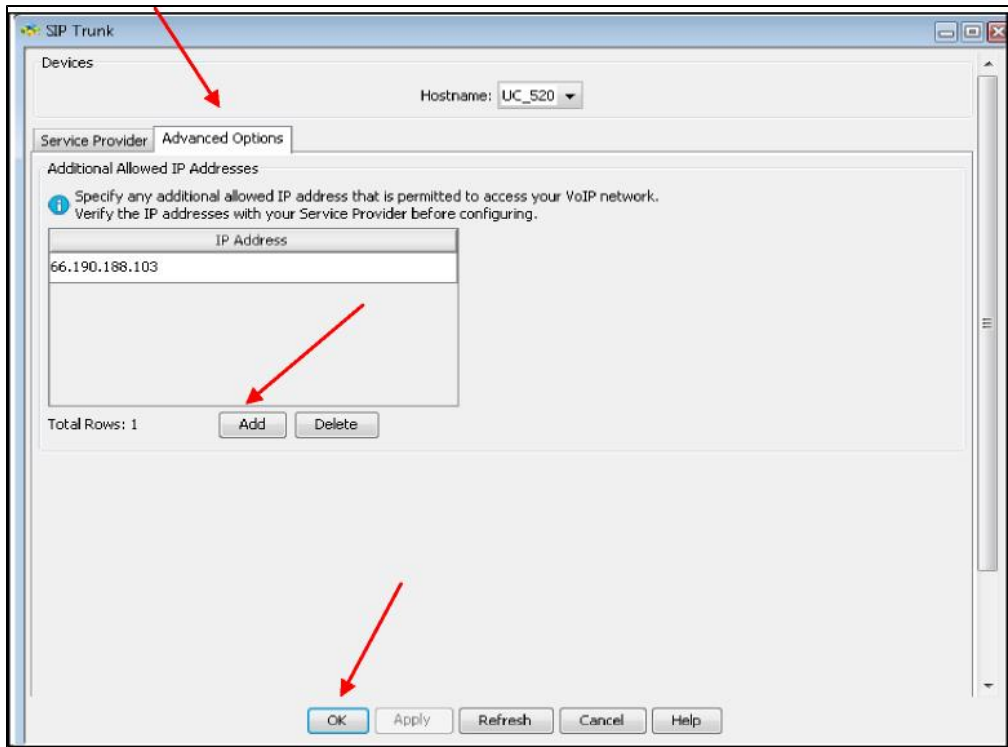 SIP Trunk
Devices
Hostname: UC_520
Service Provider Advanced Options
Additional Allowed IP Addresses
Specify any additional allowed IP address that is permitted to access your VoIP network.
Verify the IP addresses with your Service Provider before configuring.
IP Address
66.190.188.103
Total Rows: 1 Add Delete
OK Apply Refresh Cancel Help